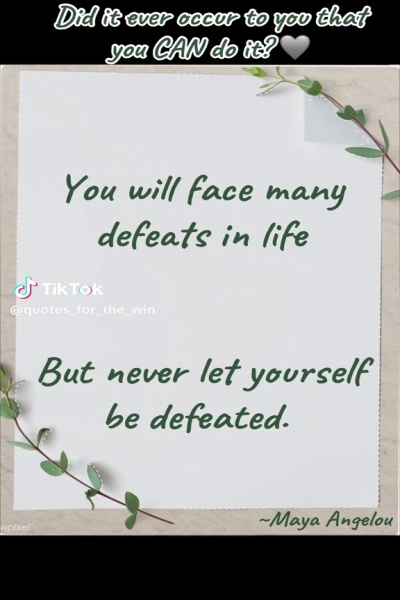 Did it ever occur to you that
you CAN do it? 🩶
You will face many
defeats in life
TikTok
@quotes_for_the_win
But never let yourself
be defeated.
wpixel
~Maya Angelou